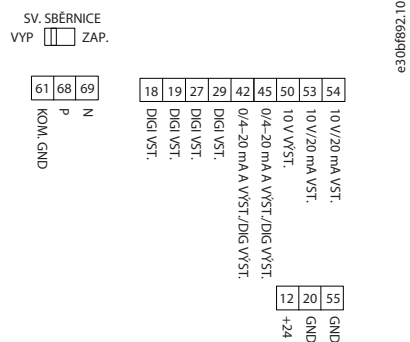 SV. SBĚRNICE
VYP ZAP.
e30bf892.10
61 68 69
KOM. GND
P
N
18 19 27 29 42 45 50 53 54
DIGI VST.
DIGI VST.
DIGI VST.
DIGI VST.
0/4–20 mA A VÝST./DIG VÝST.
0/4–20 mA A VÝST./DIG VÝST.
10 V VÝST.
10 V/20 mA VST.
10 V/20 mA VST.
12 20 55
+24
GND
GND